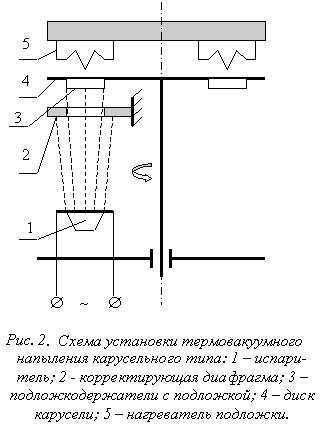 5
4
3
2
1
~
Рис. 2. Схема установки термовакуумного
напыления карусельного типа: 1 – испари-
тель; 2 - корректирующая диафрагма; 3 –
подложкодержатели с подложкой; 4 – диск
карусели; 5 – нагреватель подложки.